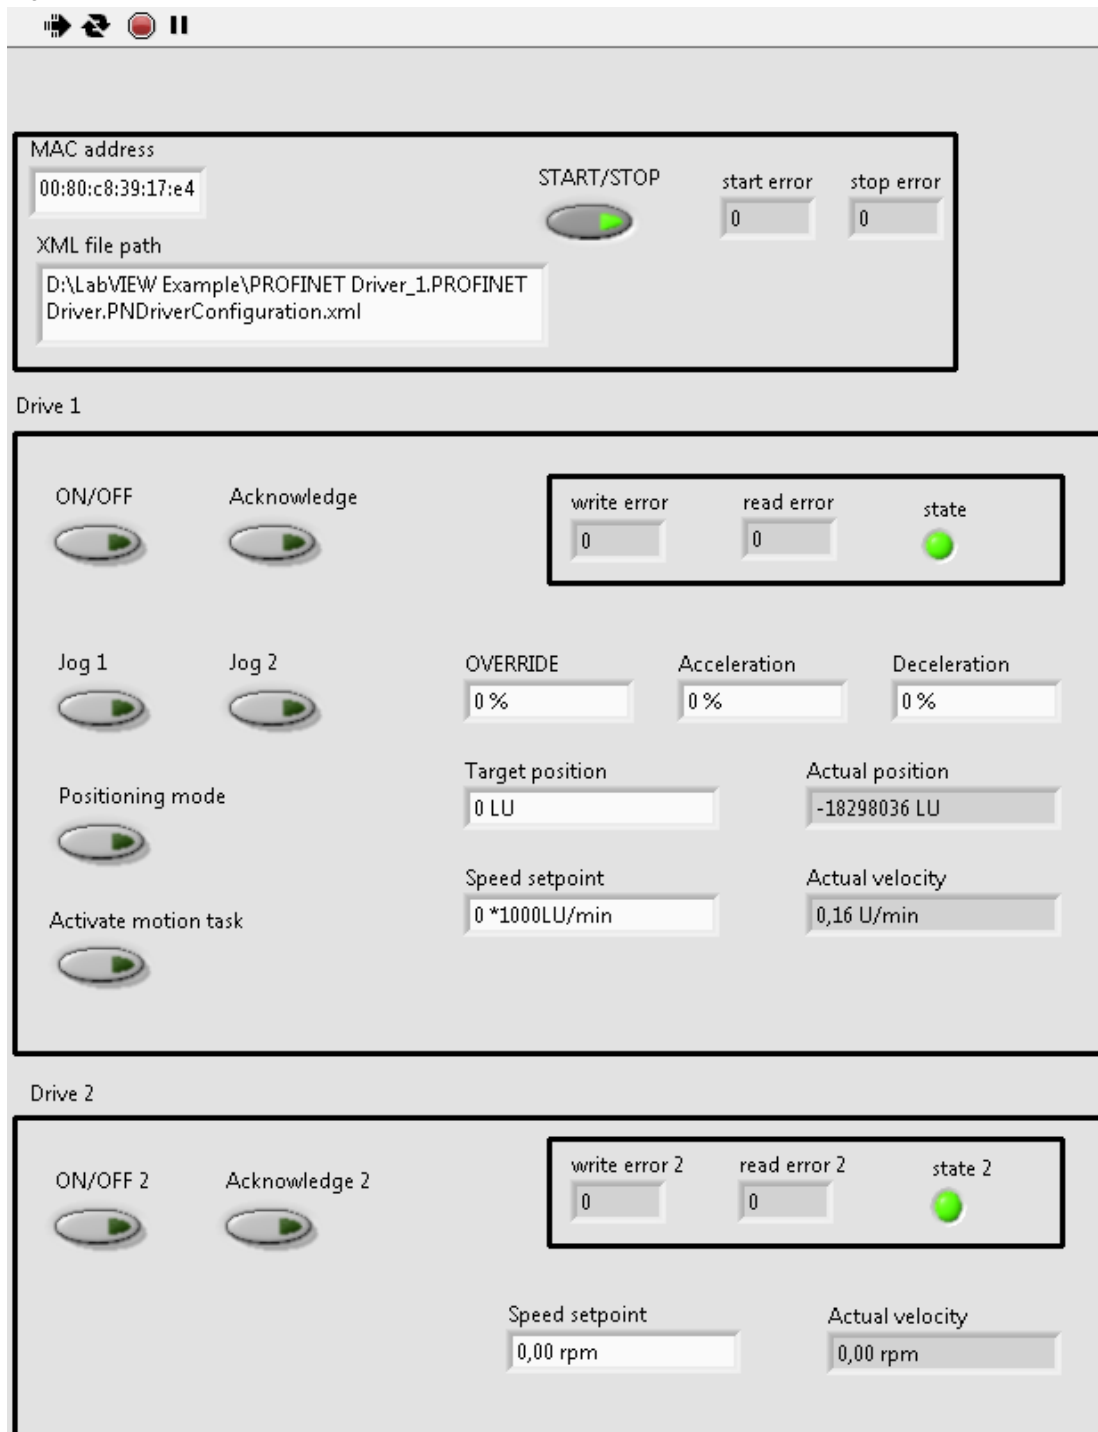 MAC address
00:80:c8:39:17:e4
START/STOP
start error
stop error
0
0
XML file path
D:\LabVIEW Example\PROFINET Driver_1.PROFINET
Driver.PNDriverConfiguration.xml
Drive 1
ON/OFF
Acknowledge
write error
read error
state
0
0
Jog 1
Jog 2
OVERRIDE
Acceleration
Deceleration
0 %
0 %
0 %
Target position
Actual position
Positioning mode
0 LU
-18298036 LU
Speed setpoint
Actual velocity
0 *1000LU/min
0,16 U/min
Activate motion task
Drive 2
ON/OFF 2
Acknowledge 2
write error 2
read error 2
state 2
0
0
Speed setpoint
Actual velocity
0,00 rpm
0,00 rpm